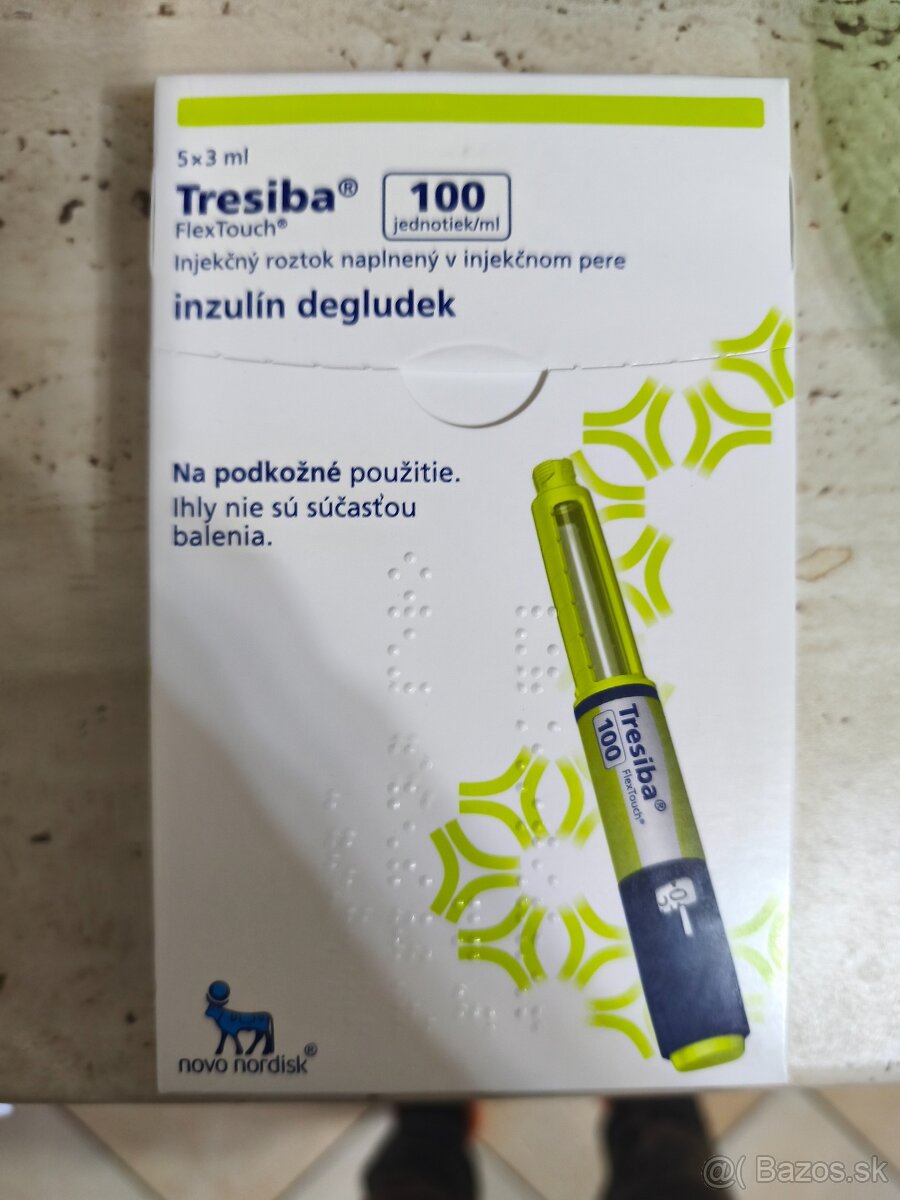 5×3 ml
Tresiba® 100
jednotiek/ml
FlexTouch®
Injekčný roztok naplnený v injekčnom pere
inzulín degludek
Na podkožné použitie.
Ihly nie sú súčasťou
balenia.
Tresiba®
100
FlexTouch®
novo nordisk®
@( Bazos.sk